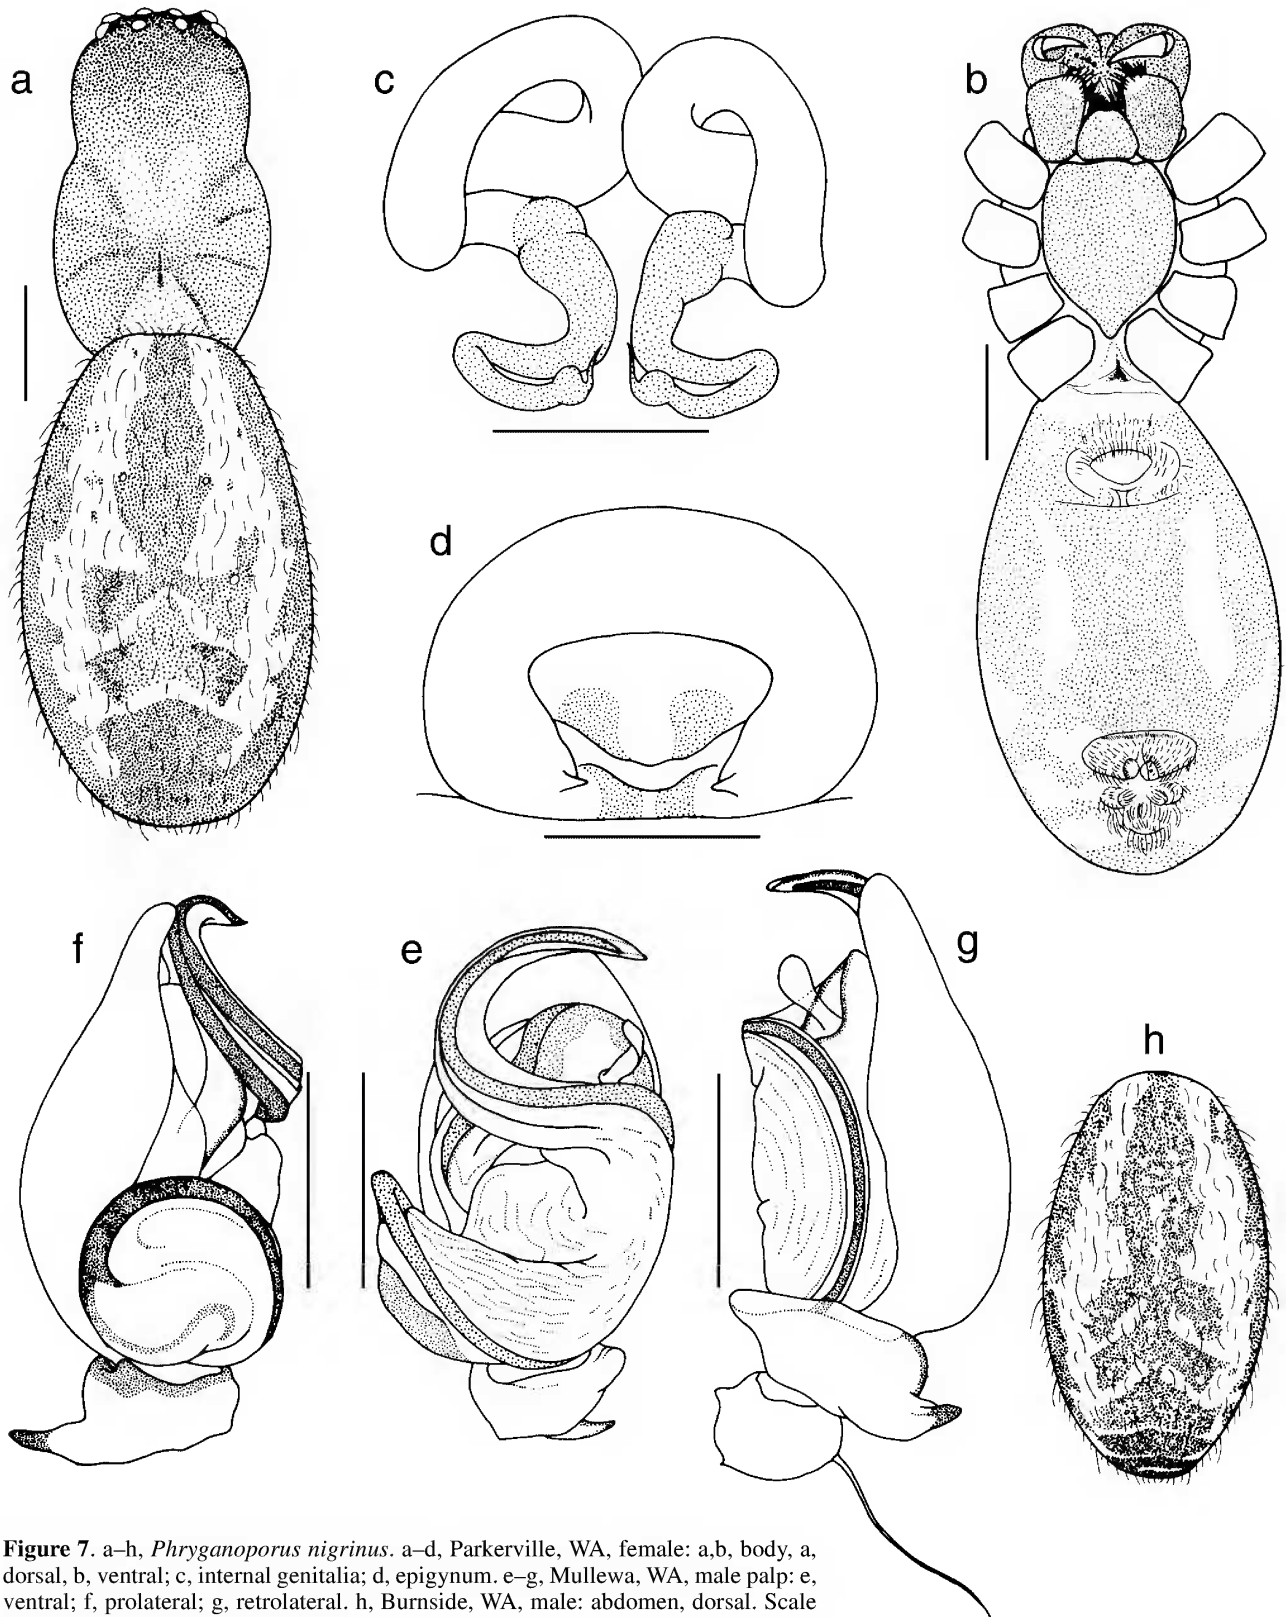 a
c
b
d
f
e
g
h
Figure 7. a–h, Phryganoporus nigrinus. a–d, Parkerville, WA, female: a,b, body, a,
dorsal, b, ventral; c, internal genitalia; d, epigynum. e–g, Mullewa, WA, male palp: e,
ventral; f, prolateral; g, retrolateral. h, Burnside, WA, male: abdomen, dorsal. Scale